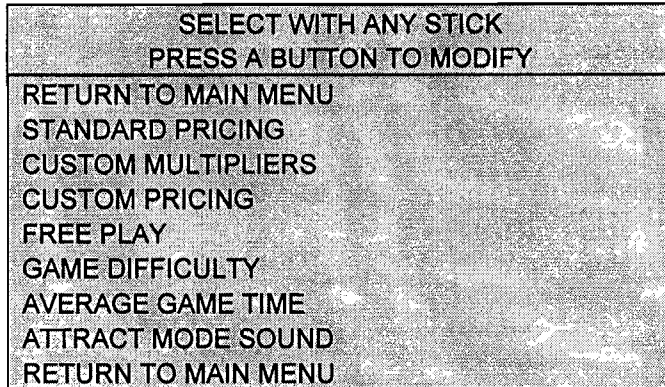 SELECT WITH ANY STICK
PRESS A BUTTON TO MODIFY
RETURN TO MAIN MENU
STANDARD PRICING
CUSTOM MULTIPLIERS
CUSTOM PRICING
FREE PLAY
GAME DIFFICULTY
AVERAGE GAME TIME
ATTRACT MODE SOUND
RETURN TO MAIN MENU